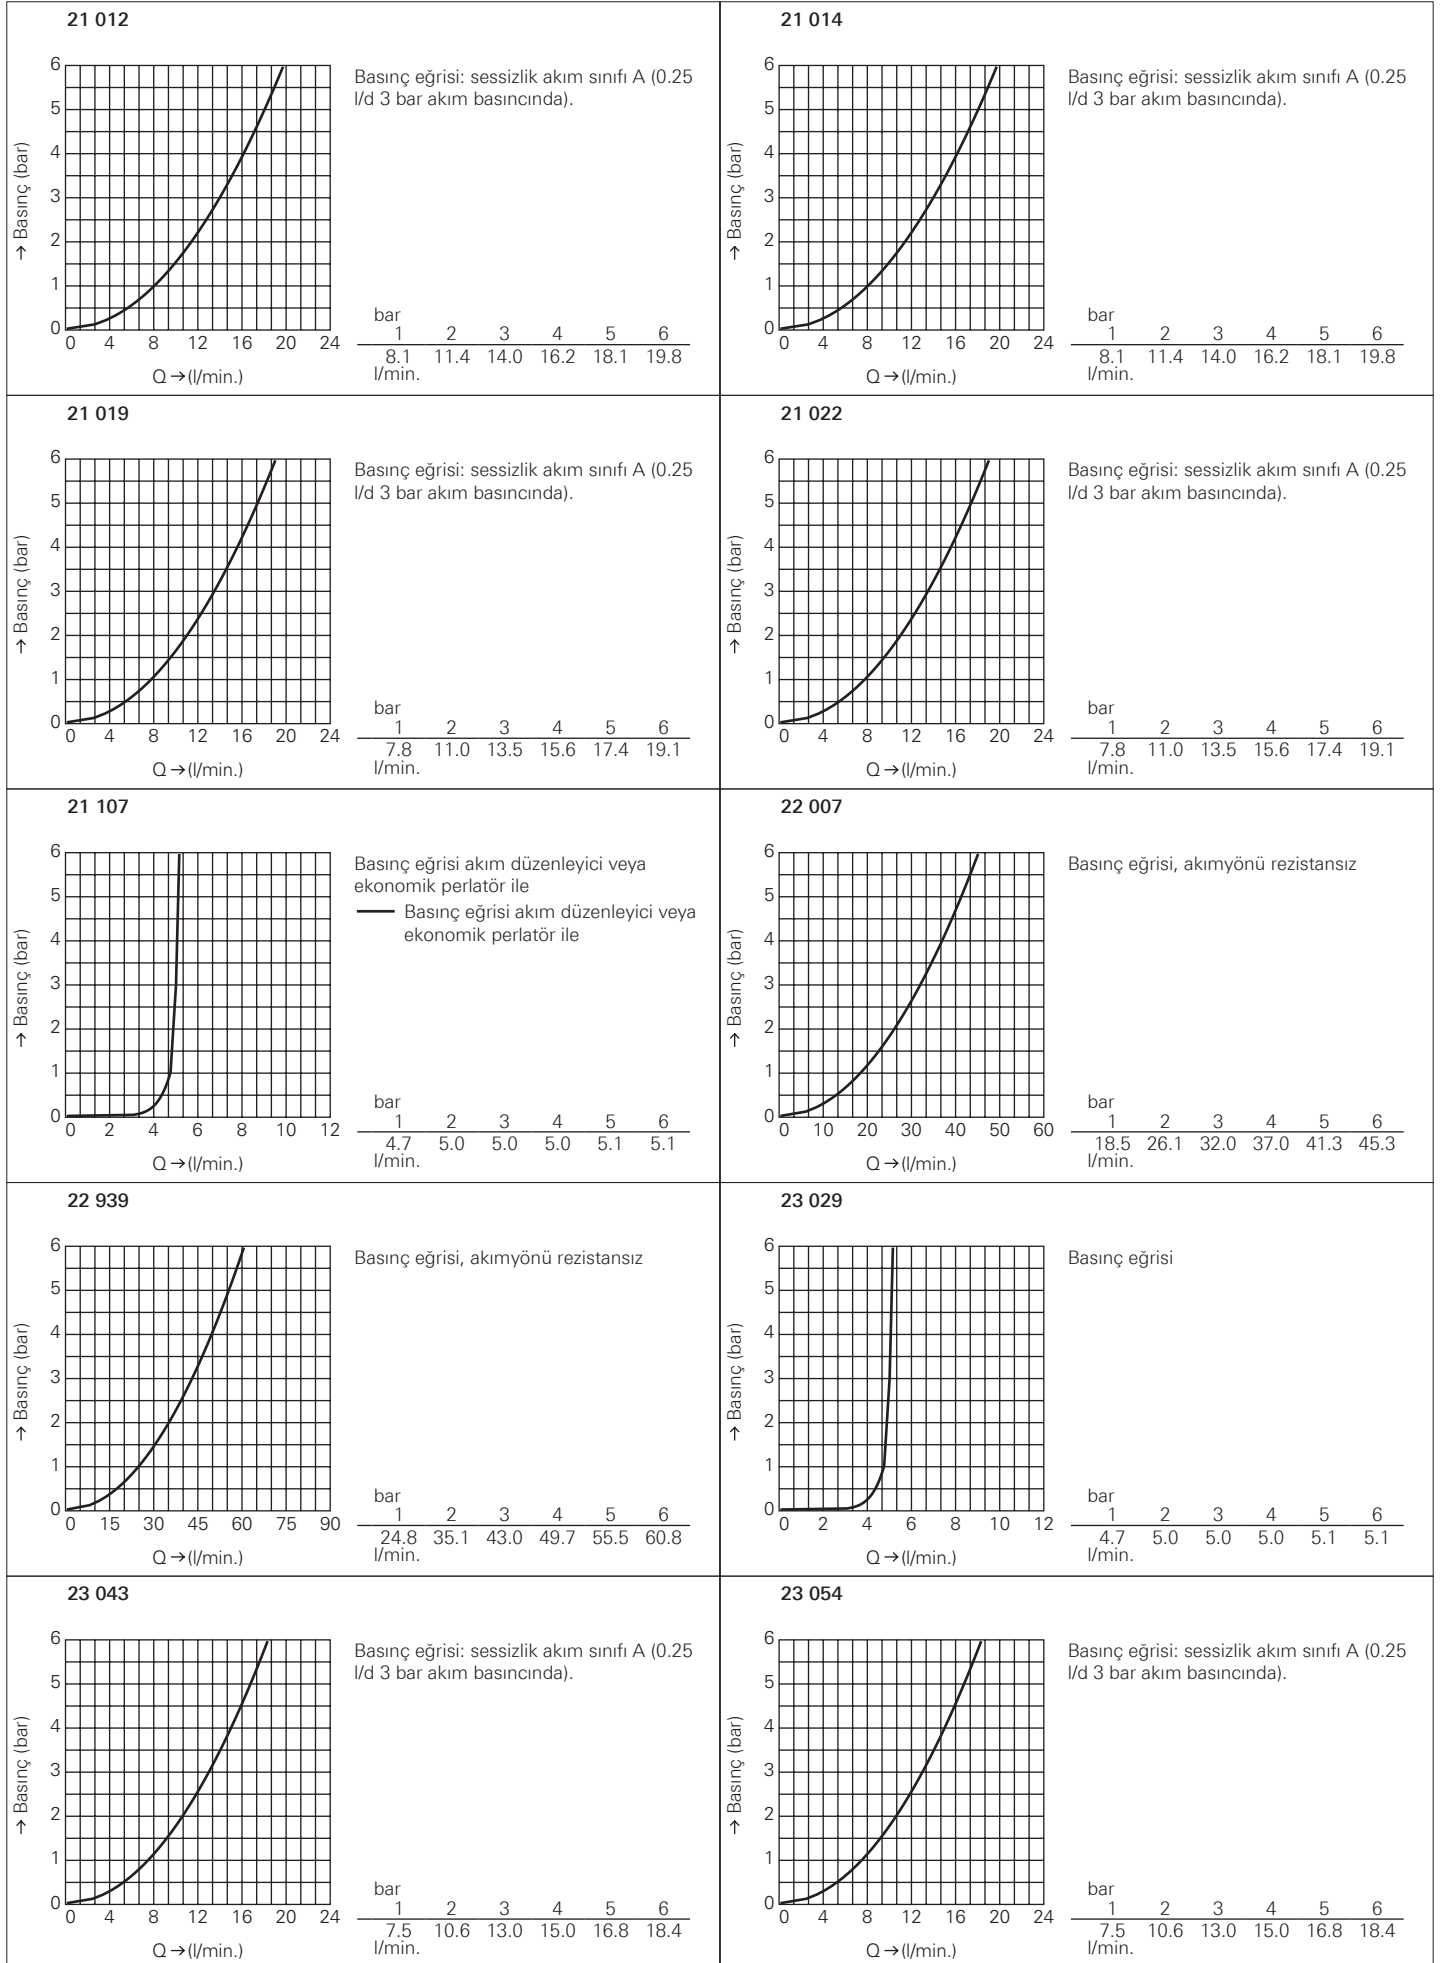 21 012
6
5
4
3
2
1
0
→ Basınç (bar)
0 4 8 12 16 20 24
Q → (l/min.)
Basınç eğrisi: sessizlik akım sınıfı A (0.25
l/d 3 bar akım basıncında).
bar
1 2 3 4 5 6
8.1 11.4 14.0 16.2 18.1 19.8
l/min.
21 014
6
5
4
3
2
1
0
→ Basınç (bar)
0 4 8 12 16 20 24
Q → (l/min.)
Basınç eğrisi: sessizlik akım sınıfı A (0.25
l/d 3 bar akım basıncında).
bar
1 2 3 4 5 6
8.1 11.4 14.0 16.2 18.1 19.8
l/min.
21 019
6
5
4
3
2
1
0
→ Basınç (bar)
0 4 8 12 16 20 24
Q → (l/min.)
Basınç eğrisi: sessizlik akım sınıfı A (0.25
l/d 3 bar akım basıncında).
bar
1 2 3 4 5 6
7.8 11.0 13.5 15.6 17.4 19.1
l/min.
21 022
6
5
4
3
2
1
0
→ Basınç (bar)
0 4 8 12 16 20 24
Q → (l/min.)
Basınç eğrisi: sessizlik akım sınıfı A (0.25
l/d 3 bar akım basıncında).
bar
1 2 3 4 5 6
7.8 11.0 13.5 15.6 17.4 19.1
l/min.
21 107
6
5
4
3
2
1
0
→ Basınç (bar)
0 2 4 6 8 10 12
Q → (l/min.)
Basınç eğrisi akım düzenleyici veya
ekonomik perlatör ile
Basınç eğrisi akım düzenleyici veya
ekonomik perlatör ile
bar
1 2 3 4 5 6
4.7 5.0 5.0 5.0 5.1 5.1
l/min.
22 007
6
5
4
3
2
1
0
→ Basınç (bar)
0 10 20 30 40 50 60
Q → (l/min.)
Basınç eğrisi, akımyönü rezistansız
bar
1 2 3 4 5 6
18.5 26.1 32.0 37.0 41.3 45.3
l/min.
22 939
6
5
4
3
2
1
0
→ Basınç (bar)
0 15 30 45 60 75 90
Q → (l/min.)
Basınç eğrisi, akımyönü rezistansız
bar
1 2 3 4 5 6
24.8 35.1 43.0 49.7 55.5 60.8
l/min.
23 029
6
5
4
3
2
1
0
→ Basınç (bar)
0 2 4 6 8 10 12
Q → (l/min.)
Basınç eğrisi
bar
1 2 3 4 5 6
4.7 5.0 5.0 5.0 5.1 5.1
l/min.
23 043
6
5
4
3
2
1
0
→ Basınç (bar)
0 4 8 12 16 20 24
Q → (l/min.)
Basınç eğrisi: sessizlik akım sınıfı A (0.25
l/d 3 bar akım basıncında).
bar
1 2 3 4 5 6
7.5 10.6 13.0 15.0 16.8 18.4
l/min.
23 054
6
5
4
3
2
1
0
→ Basınç (bar)
0 4 8 12 16 20 24
Q → (l/min.)
Basınç eğrisi: sessizlik akım sınıfı A (0.25
l/d 3 bar akım basıncında).
bar
1 2 3 4 5 6
7.5 10.6 13.0 15.0 16.8 18.4
l/min.